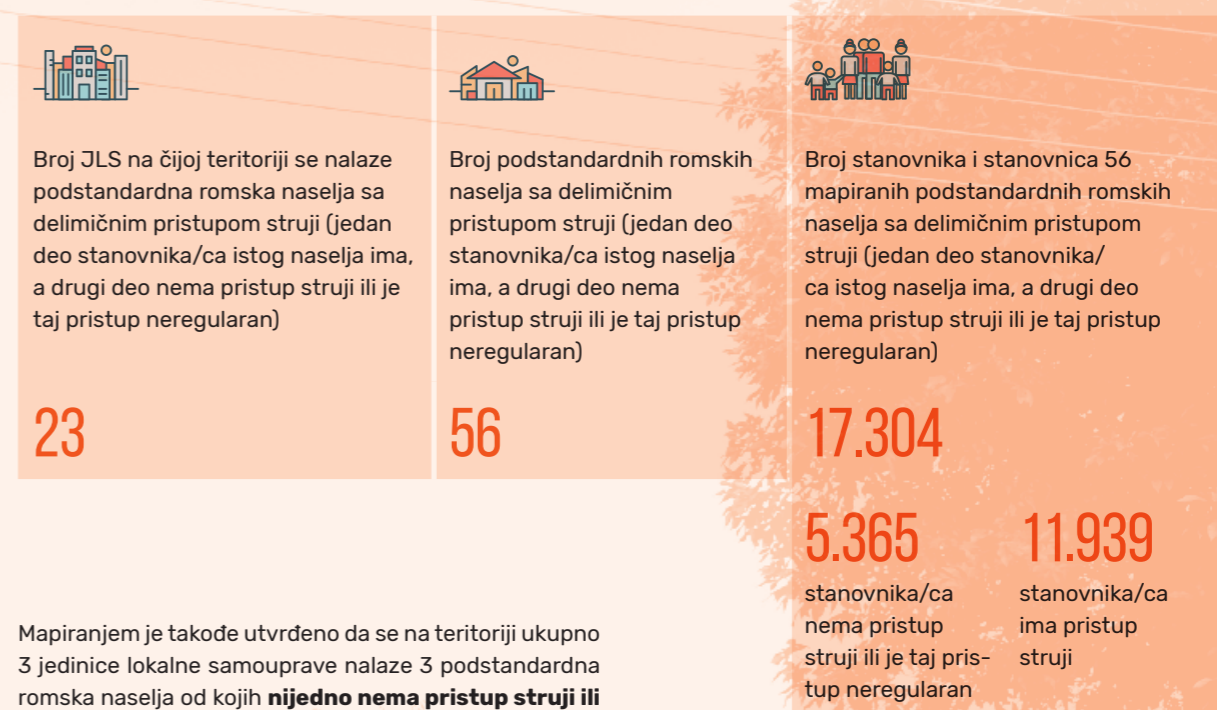 Broj JLS na čijoj teritoriji se nalaze
podstandardna romska naselja sa
delimičnim pristupom struji (jedan
deo stanovnika/ca istog naselja ima,
a drugi deo nema pristup struji ili je
taj pristup neregularan)
23
Broj podstandardnih romskih
naselja sa delimičnim
pristupom struji (jedan deo
stanovnika/ca istog naselja
ima, a drugi deo nema
pristup struji ili je taj pristup
neregularan)
56
Broj stanovnika i stanovnica 56
mapiranih podstandardnih romskih
naselja sa delimičnim pristupom
struji (jedan deo stanovnika/
ca istog naselja ima, a drugi deo
nema pristup struji ili je taj pristup
neregularan)
17.304
5.365
stanovnika/ca
nema pristup
struji ili je taj pris-
tup neregularan
11.939
stanovnika/ca
ima pristup
struji
Mapiranjem je takođe utvrđeno da se na teritoriji ukupno
3 jedinice lokalne samouprave nalaze 3 podstandardna
romska naselja od kojih nijedno nema pristup struji ili